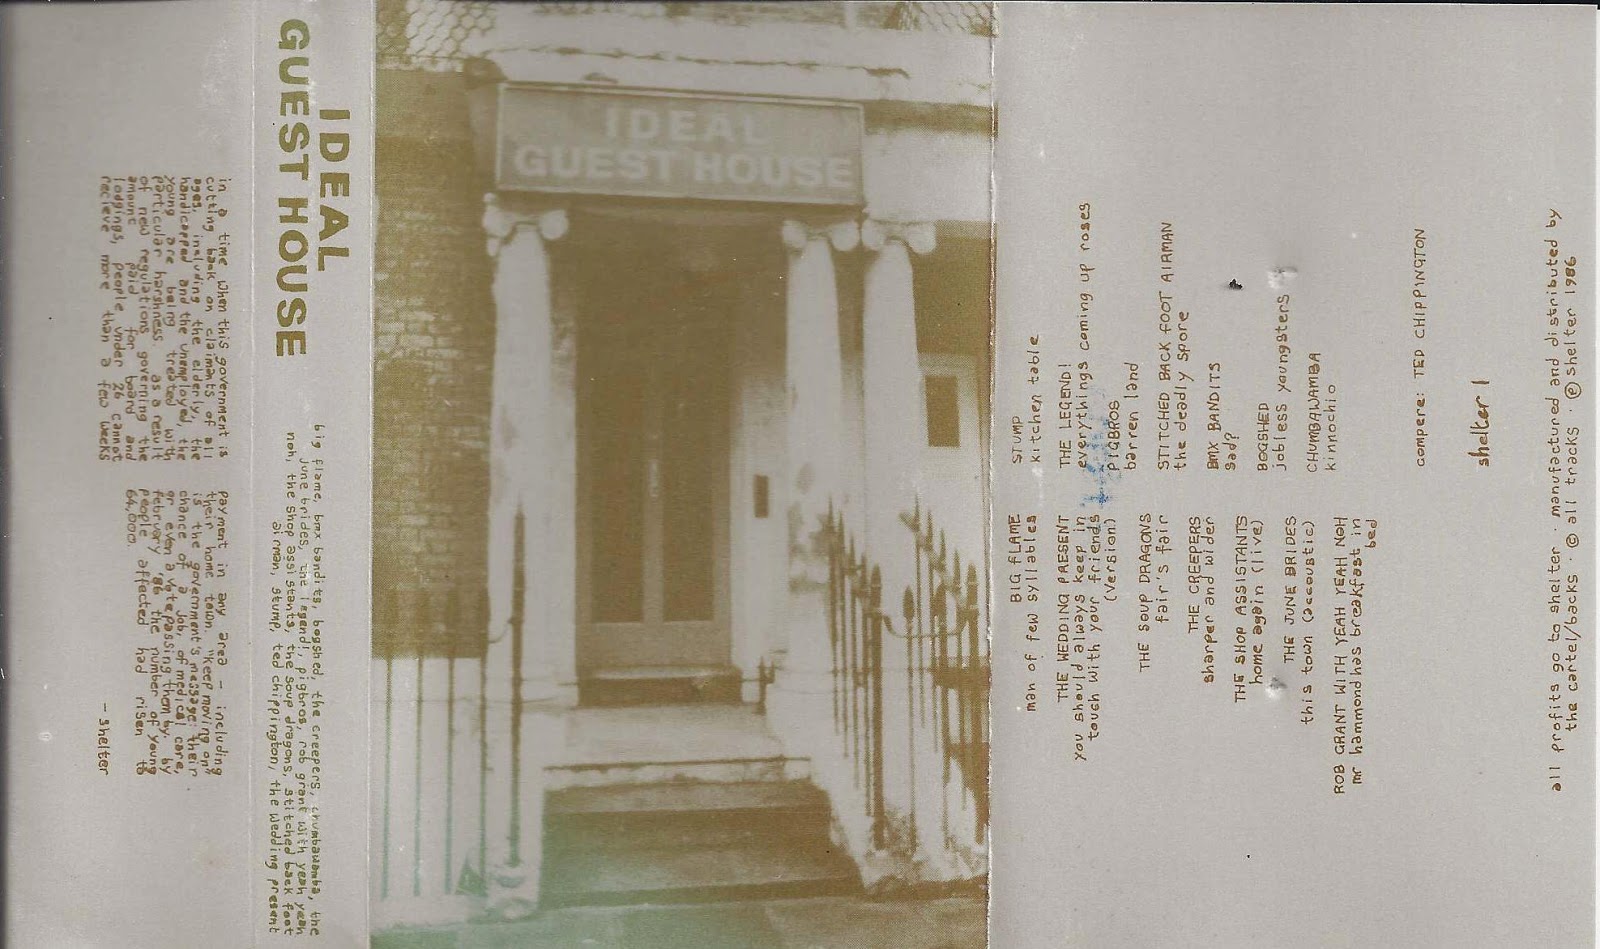 in a time when this government is
cutting back on claimants of all
ages, including the elderly, the
handicapped and the unemployed, the
young are being treated with
particular harshness. as a result
of new regulations governing the
amount paid for board and
lodgings, people under 26 cannot
recieve more than a few weeks
payment in any area - including
their home town. "keep moving on"
is the government's message; their
chance of a job, of medical care,
or even a vote, passing them by. by
february '86 the number of young
people affected had risen to
64,000.
- shelter
IDEAL
GUEST HOUSE
big flame, bmx bandits, bogshed, the creepers, chumbawamba, the
june brides, the legend!, pigbros, rob grant with yeah yeah
noh, the shop assistants, the soup dragons, stitched back foot
airman, stump, ted chippington, the wedding present
IDEAL
GUEST HOUSE
STUMP
kitchen table
THE LEGEND!
everythings coming up roses
PIGBROS
barren land
STITCHED BACK FOOT AIRMAN
the deadly spore
BMX BANDITS
sad?
BOGSHED
jobless youngsters
CHUMBAWAMBA
kinnochio
BIG FLAME
man of few syllables
THE WEDDING PRESENT
you should always keep in
touch with your friends
(version)
THE SOUP DRAGONS
fair's fair
THE CREEPERS
sharper and wider
THE SHOP ASSISTANTS
home again (live)
THE JUNE BRIDES
this town (accoustic)
ROB GRANT WITH YEAH YEAH NOH
mr hammond has breakfast in
bed
compere: TED CHIPPINGTON
shelter 1
all profits go to shelter · manufactured and distributed by
the cartel/backs · © all tracks · ℗ shelter 1986